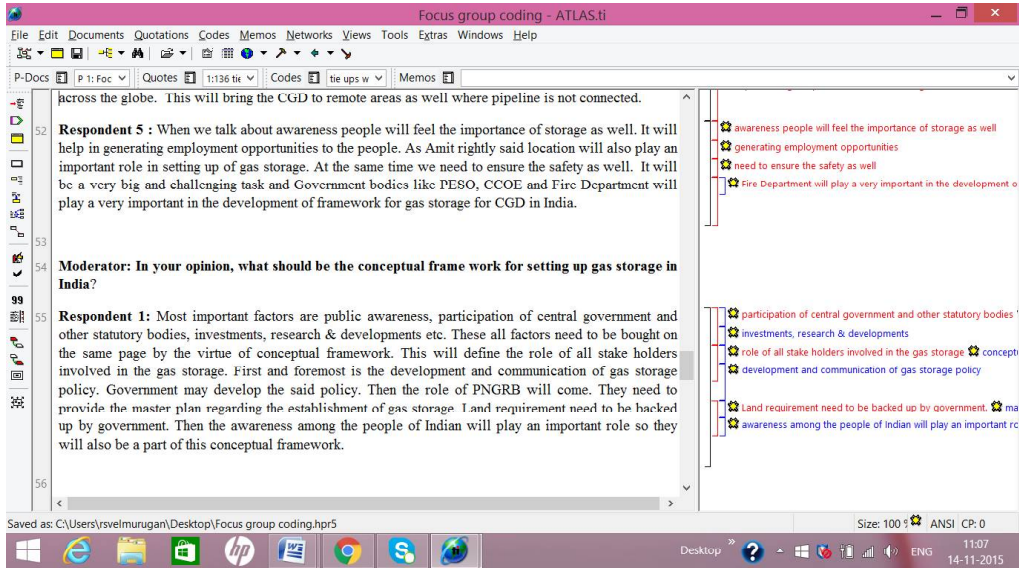 Focus group coding - ATLAS.ti
File Edit Documents Quotations Codes Memos Networks Views Tools Extras Windows Help
P-Docs P 1: Foc Quotes 1:136 tie Codes tie ups w Memos
across the globe. This will bring the CGD to remote areas as well where pipeline is not connected.
52 Respondent 5 : When we talk about awareness people will feel the importance of storage as well. It will
help in generating employment opportunities to the people. As Amit rightly said location will also play an
important role in setting up of gas storage. At the same time we need to ensure the safety as well. It will
be a very big and challenging task and Government bodies like PESO, CCOE and Fire Department will
play a very important in the development of framework for gas storage for CGD in India.
awareness people will feel the importance of storage as well
generating employment opportunities
need to ensure the safety as well
Fire Department will play a very important in the development o
53
54 Moderator: In your opinion, what should be the conceptual frame work for setting up gas storage in
India?
55 Respondent 1: Most important factors are public awareness, participation of central government and
other statutory bodies, investments, research & developments etc. These all factors need to be bought on
the same page by the virtue of conceptual framework. This will define the role of all stake holders
involved in the gas storage. First and foremost is the development and communication of gas storage
policy. Government may develop the said policy. Then the role of PNGRB will come. They need to
provide the master plan regarding the establishment of gas storage. Land requirement need to be backed
up by government. Then the awareness among the people of Indian will play an important role so they
will also be a part of this conceptual framework.
participation of central government and other statutory bodies
investments, research & developments
role of all stake holders involved in the gas storage concept
development and communication of gas storage policy
Land requirement need to be backed up by government. ma
awareness among the people of Indian will play an important ro
56
99
Saved as: C:\Users\rsvelmurugan\Desktop\Focus group coding.hpr5 Size: 100 % ANSI CP: 0
hp
Desktop » ENG 11:07
14-11-2015